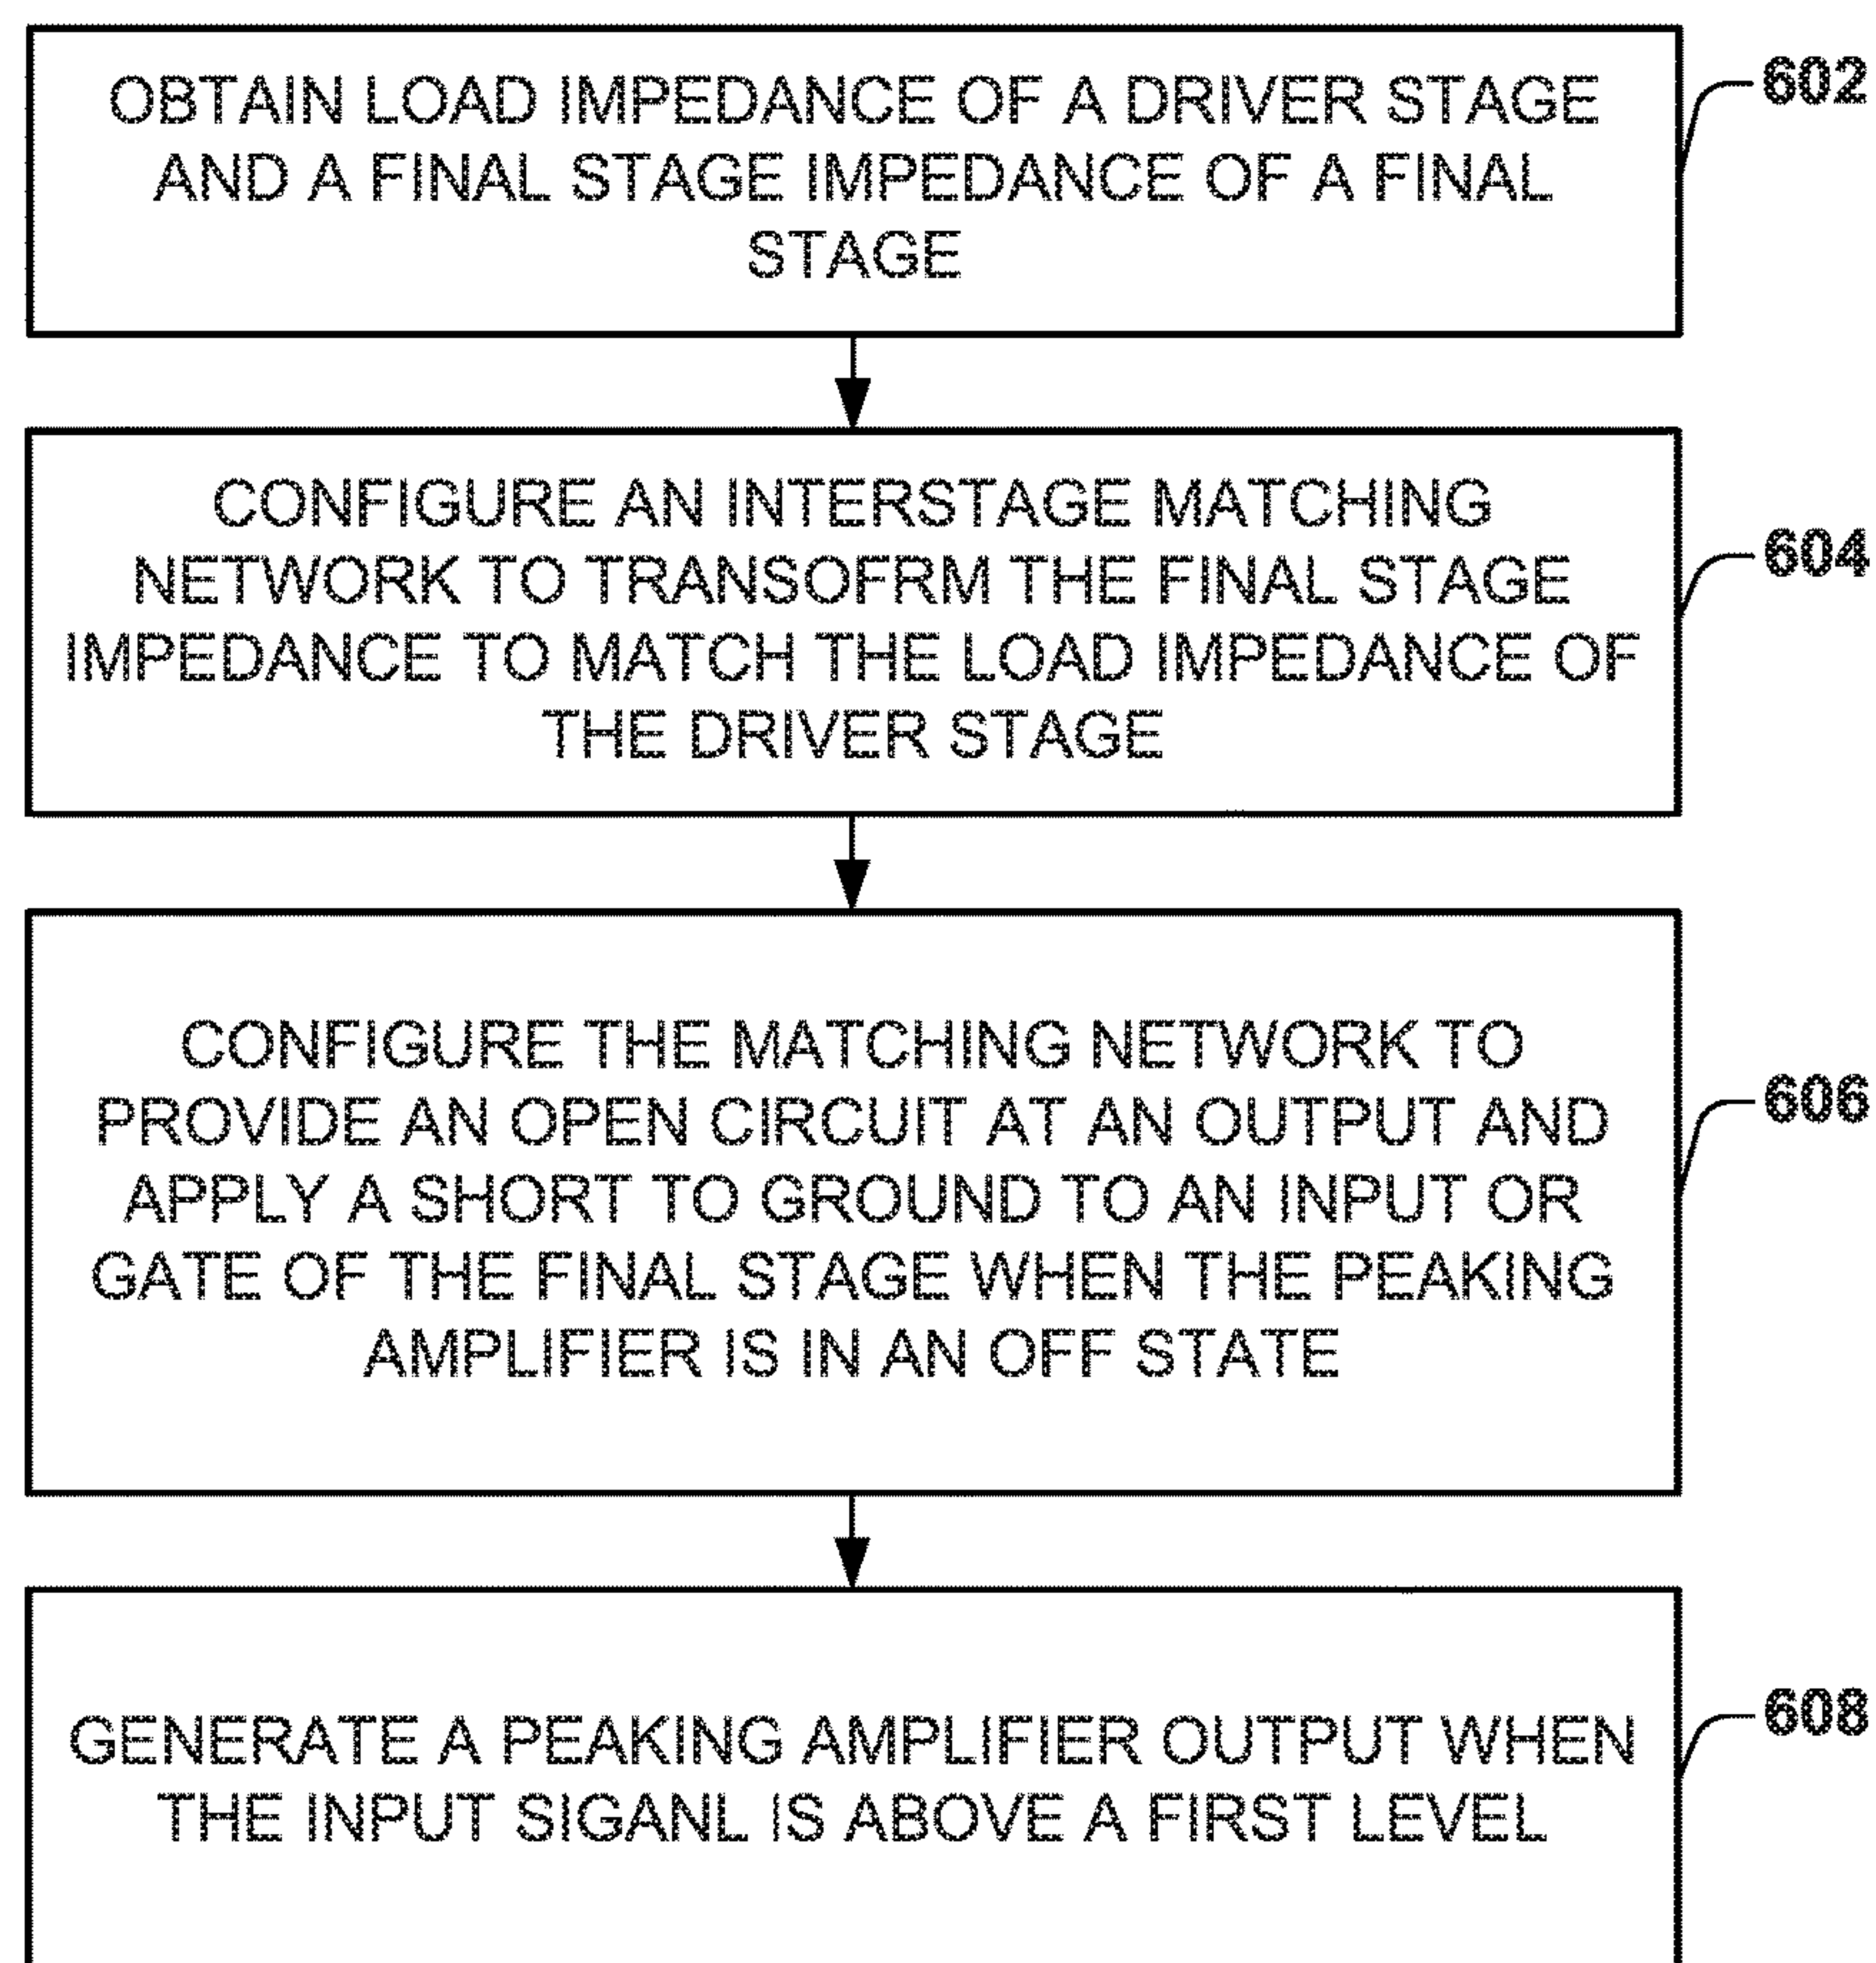 OBTAIN LOAD IMPEDANCE OF A DRIVER STAGE
AND A FINAL STAGE IMPEDANCE OF A FINAL
STAGE
602
CONFIGURE AN INTERSTAGE MATCHING
NETWORK TO TRANSOFRM THE FINAL STAGE
IMPEDANCE TO MATCH THE LOAD IMPEDANCE OF
THE DRIVER STAGE
604
CONFIGURE THE MATCHING NETWORK TO
PROVIDE AN OPEN CIRCUIT AT AN OUTPUT AND
APPLY A SHORT TO GROUND TO AN INPUT OR
GATE OF THE FINAL STAGE WHEN THE PEAKING
AMPLIFIER IS IN AN OFF STATE
606
GENERATE A PEAKING AMPLIFIER OUTPUT WHEN
THE INPUT SIGANL IS ABOVE A FIRST LEVEL
608